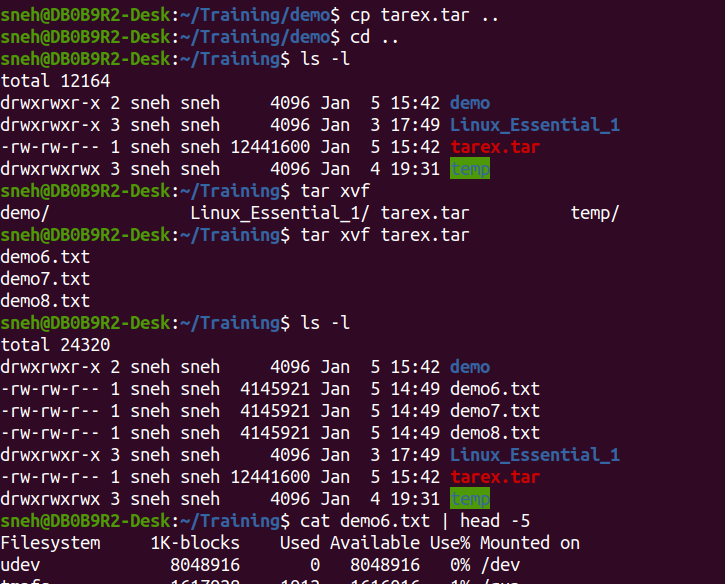 sneh@DB0B9R2-Desk:~/Training/demo$ cp tarex.tar ..
sneh@DB0B9R2-Desk:~/Training/demo$ cd ..
sneh@DB0B9R2-Desk:~/Training$ ls -l
total 12164
drwxrwxr-x 2 sneh sneh     4096 Jan  5 15:42 demo
drwxrwxr-x 3 sneh sneh     4096 Jan  3 17:49 Linux_Essential_1
-rw-rw-r-- 1 sneh sneh 12441600 Jan  5 15:42 tarex.tar
drwxrwxrwx 3 sneh sneh     4096 Jan  4 19:31 temp
sneh@DB0B9R2-Desk:~/Training$ tar xvf
demo/              Linux_Essential_1/ tarex.tar          temp/
sneh@DB0B9R2-Desk:~/Training$ tar xvf tarex.tar
demo6.txt
demo7.txt
demo8.txt
sneh@DB0B9R2-Desk:~/Training$ ls -l
total 24320
drwxrwxr-x 2 sneh sneh     4096 Jan  5 15:42 demo
-rw-rw-r-- 1 sneh sneh  4145921 Jan  5 14:49 demo6.txt
-rw-rw-r-- 1 sneh sneh  4145921 Jan  5 14:49 demo7.txt
-rw-rw-r-- 1 sneh sneh  4145921 Jan  5 14:49 demo8.txt
drwxrwxr-x 3 sneh sneh     4096 Jan  3 17:49 Linux_Essential_1
-rw-rw-r-- 1 sneh sneh 12441600 Jan  5 15:42 tarex.tar
drwxrwxrwx 3 sneh sneh     4096 Jan  4 19:31 temp
sneh@DB0B9R2-Desk:~/Training$ cat demo6.txt | head -5
Filesystem     1K-blocks    Used Available Use% Mounted on
udev             8048916       0   8048916   0% /dev